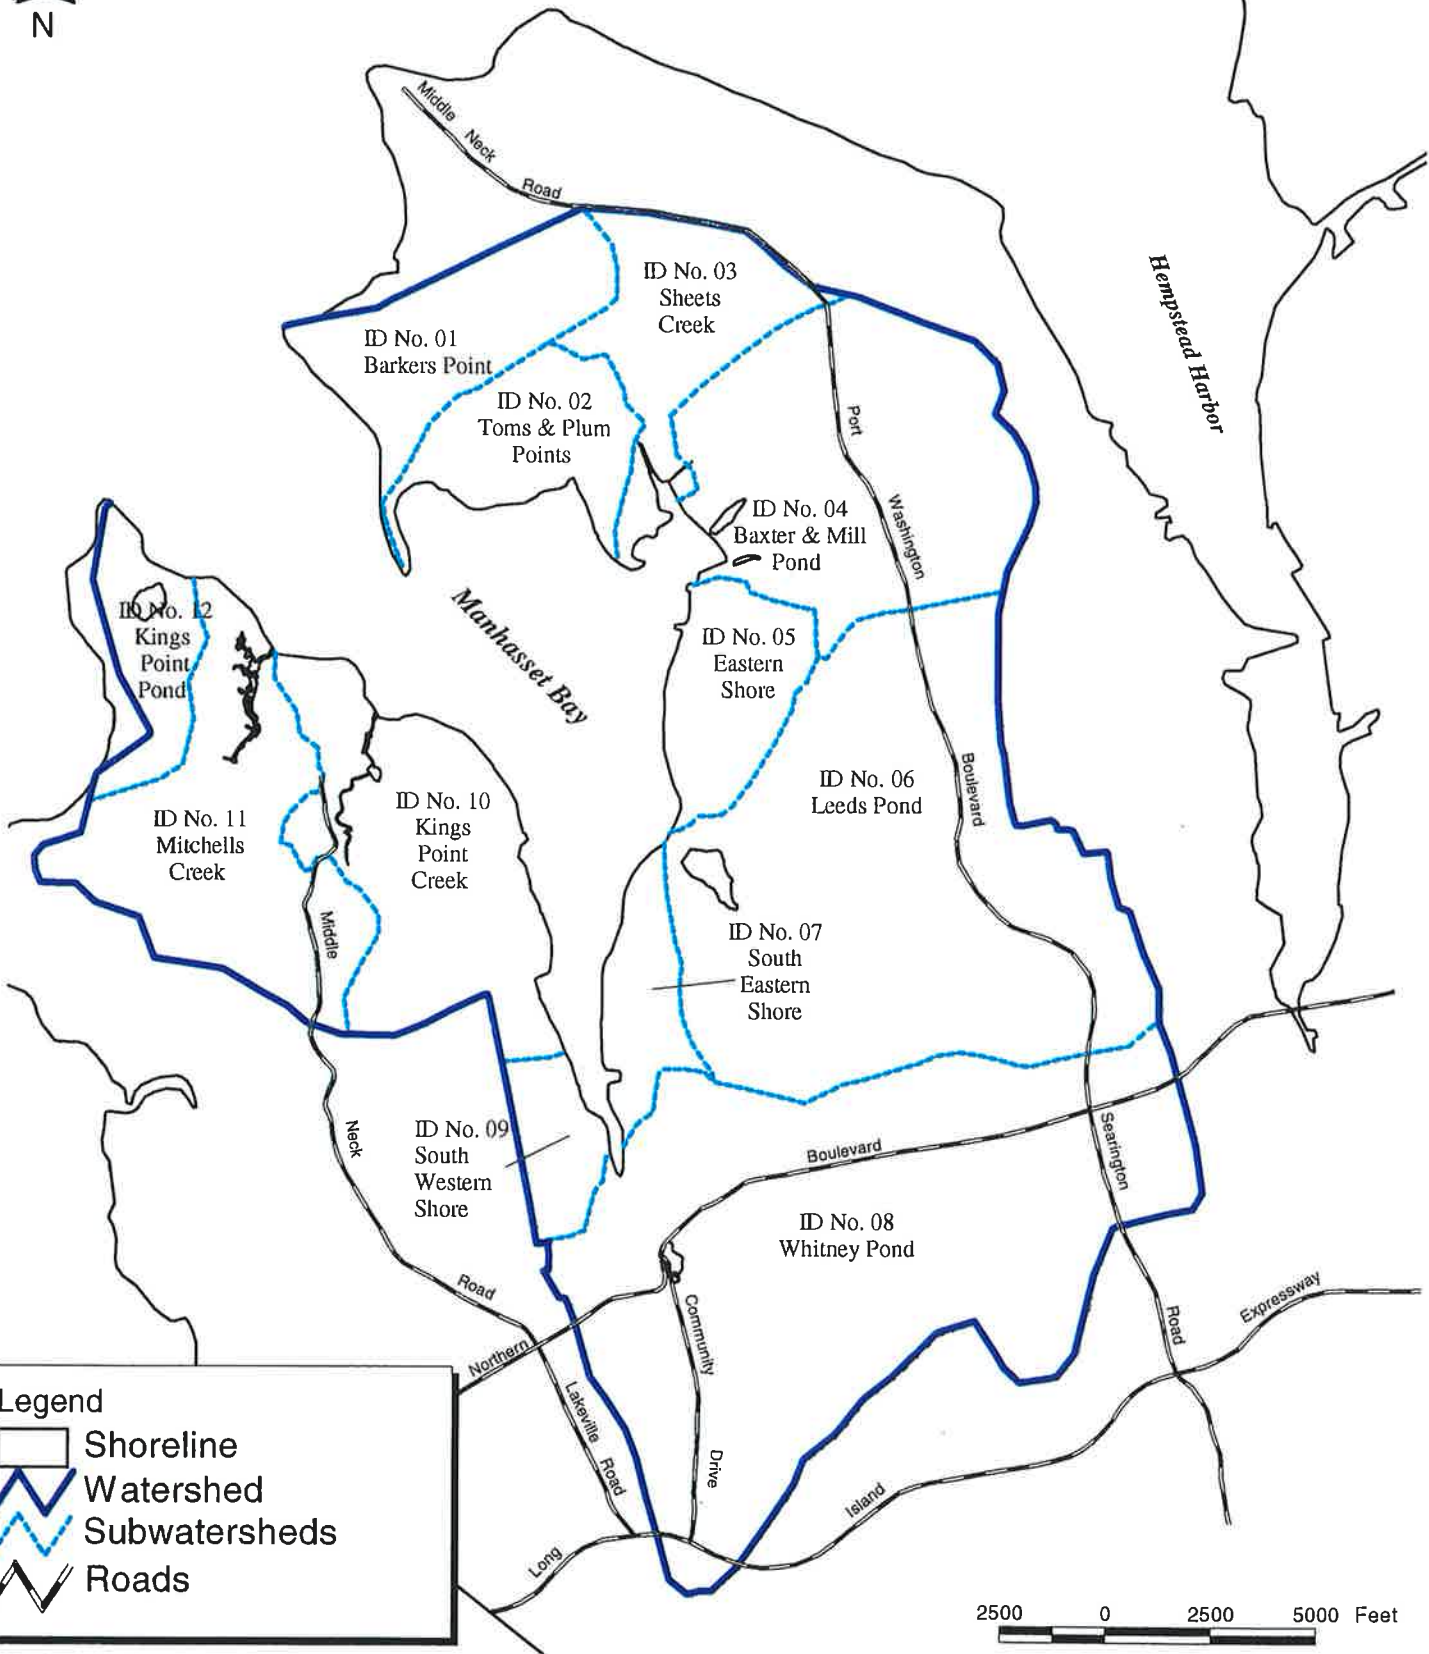 N
Middle
Neck
Road
ID No. 03
Sheets
Creek
Hempstead Harbor
ID No. 01
Barkers Point
ID No. 02
Toms & Plum
Points
Port
Washington
Boulevard
ID No. 04
Baxter & Mill
Pond
Manhasset Bay
ID No. 12
Kings
Point
Pond
ID No. 05
Eastern
Shore
ID No. 06
Leeds Pond
ID No. 11
Mitchells
Creek
ID No. 10
Kings
Point
Creek
Middle
Neck
Road
ID No. 07
South
Eastern
Shore
ID No. 09
South
Western
Shore
Northern
Boulevard
Searington
Road
ID No. 08
Whitney Pond
Community
Drive
Lakeville
Road
Long
Island
Expressway
Legend
Shoreline
Watershed
Subwatersheds
Roads
2500 0 2500 5000 Feet